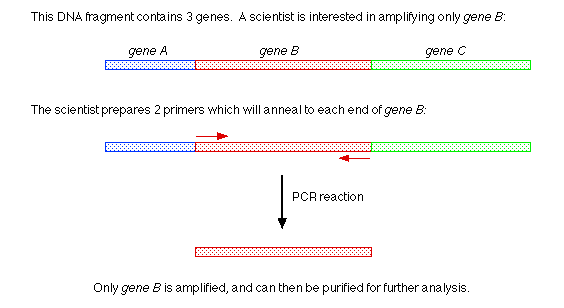 This DNA fragment contains 3 genes. A scientist is interested in amplifying only gene B:
gene A gene B gene C
The scientist prepares 2 primers which will anneal to each end of gene B:
PCR reaction
Only gene B is amplified, and can then be purified for further analysis.